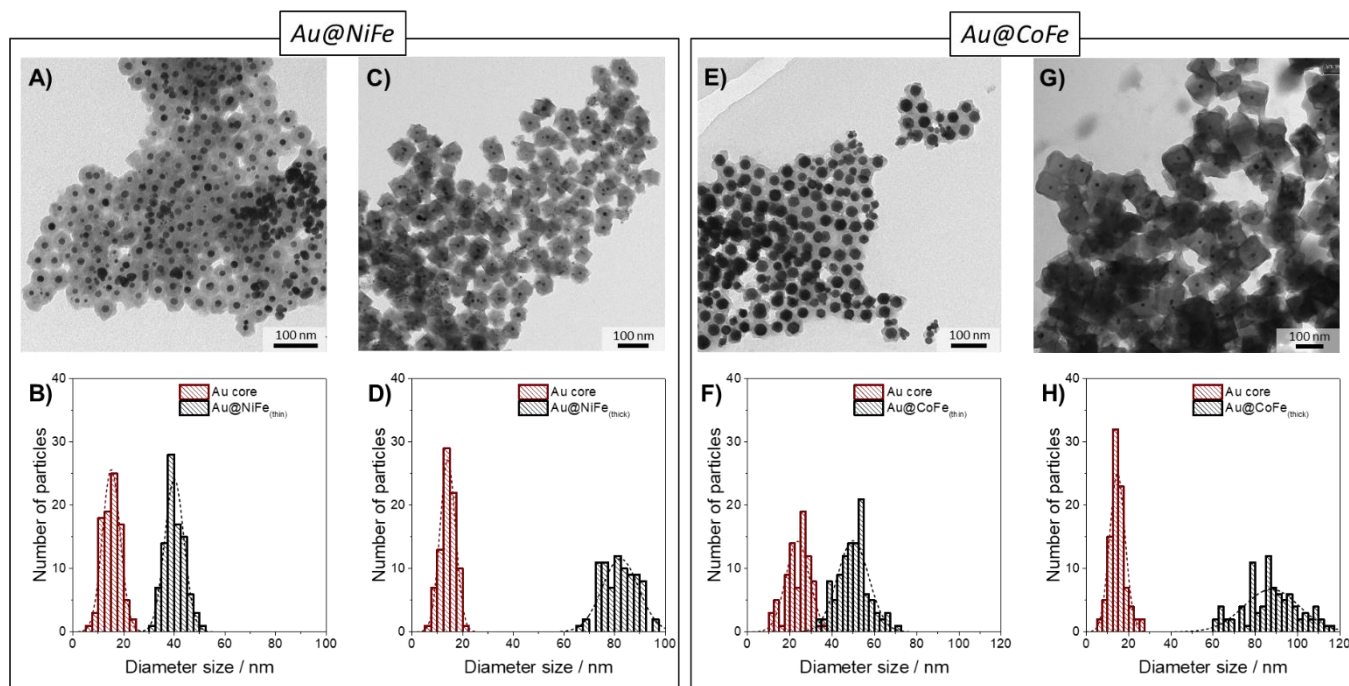 Au@NiFe
Au@CoFe
A)
C)
E)
G)
100 nm
100 nm
100 nm
100 nm
B)
Au core
Au@NiFe(thin)
Number of particles
40
30
20
10
0
0 20 40 60 80 100
Diameter size / nm
D)
Au core
Au@NiFe(thick)
Number of particles
40
30
20
10
0
0 20 40 60 80 100
Diameter size / nm
F)
Au core
Au@CoFe(thin)
Number of particles
40
30
20
10
0
0 20 40 60 80 100 120
Diameter size / nm
H)
Au core
Au@CoFe(thick)
Number of particles
40
30
20
10
0
0 20 40 60 80 100 120
Diameter size / nm